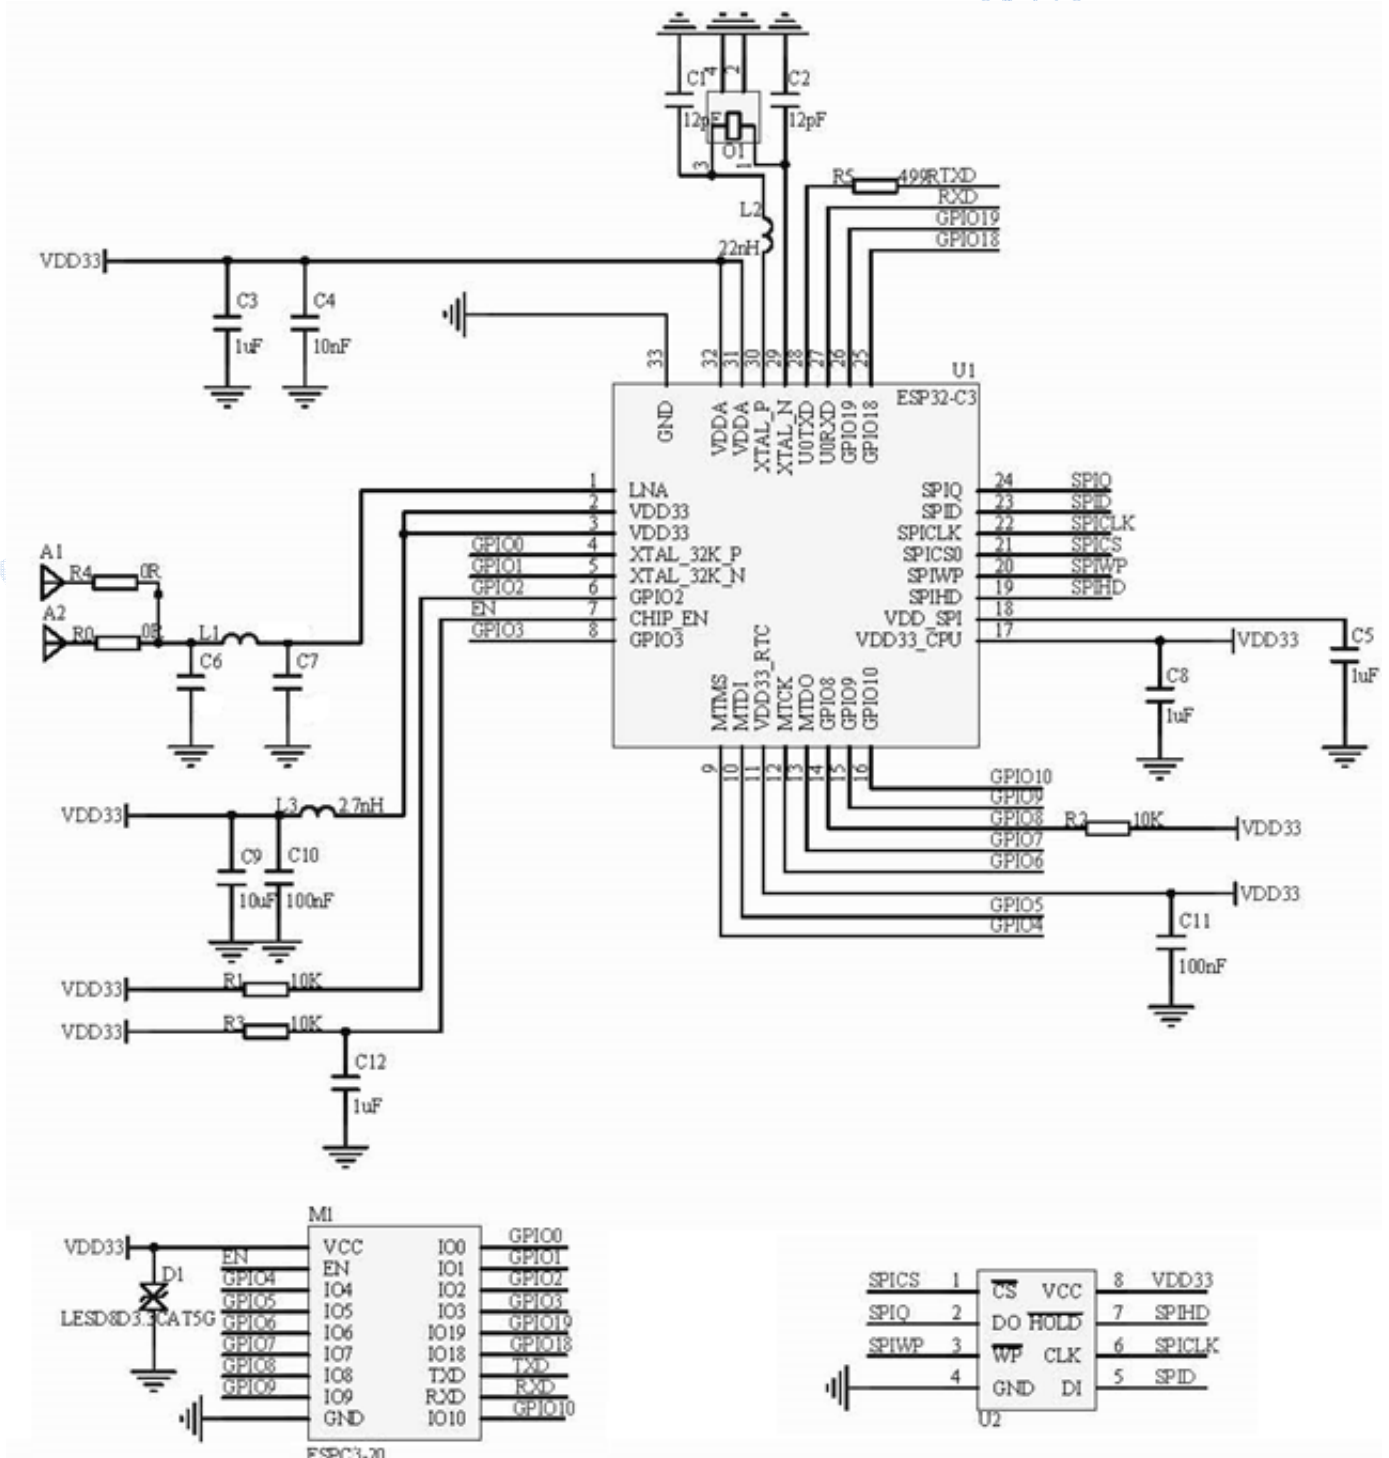 C1
4
2
C2
12pF
12pF
O1
3
1
R5
499R
TXD
RXD
GPIO19
GPIO18
L2
22nH
VDD33
C3
1uF
C4
10nF
33
32
31
30
29
28
27
26
25
U1
ESP32-C3
GND
VDDA
VDDA
XTAL_P
XTAL_N
U0TXD
U0RXD
GPIO19
GPIO18
1 LNA
2 VDD33
3 VDD33
GPIO0 4 XTAL_32K_P
GPIO1 5 XTAL_32K_N
GPIO2 6 GPIO2
EN 7 CHIP_EN
GPIO3 8 GPIO3
SPIQ 24 SPIQ
SPID 23 SPID
SPICLK 22 SPICLK
SPICS0 21 SPICS
SPIWP 20 SPIWP
SPIHD 19 SPIHD
VDD_SPI 18
VDD33_CPU 17
VDD33
C5
1uF
C8
1uF
A1
R4
0R
A2
R0
0R
L1
C6
C7
MTMS
MTDI
VDD33_RTC
MTCK
MTDO
GPIO8
GPIO9
GPIO10
9
10
11
12
13
14
15
16
GPIO10
GPIO9
GPIO8
R2
10K
VDD33
GPIO7
GPIO6
VDD33
GPIO5
GPIO4
C11
100nF
VDD33
L3
2.7nH
C9
10uF
C10
100nF
VDD33
R1
10K
VDD33
R3
10K
C12
1uF
M1
VDD33
VCC IO0 GPIO0
EN EN IO1 GPIO1
GPIO4 IO4 IO2 GPIO2
GPIO5 IO5 IO3 GPIO3
GPIO6 IO6 IO19 GPIO19
GPIO7 IO7 IO18 GPIO18
GPIO8 IO8 TXD TXD
GPIO9 IO9 RXD RXD
GND IO10 GPIO10
D1
LESD8D3.3CAT5G
ESPC3-20
SPICS 1 CS VCC 8 VDD33
SPIQ 2 DO HOLD 7 SPIHD
SPIWP 3 WP CLK 6 SPICLK
4 GND DI 5 SPID
U2